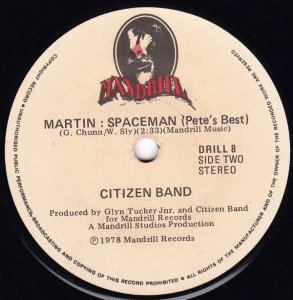 MANDRILL
MARTIN : SPACEMAN (Pete's Best)
(G. Chunn/W. Sly)(2:33)(Mandrill Music)
DRILL 8
SIDE TWO
STEREO
CITIZEN BAND
Produced by Glyn Tucker Jnr. and Citizen Band
for Mandrill Records
A Mandrill Studios Production
℗1978 Mandrill Records
COPYRIGHT RECORD • UNAUTHORISED PUBLIC PERFORMANCE, BROADCASTING AND COPYING OF THIS RECORD PROHIBITED • ALL RIGHTS OF THE MANUFACTURER AND OF THE OWNER OF THE RECORDED WORK ARE RESERVED